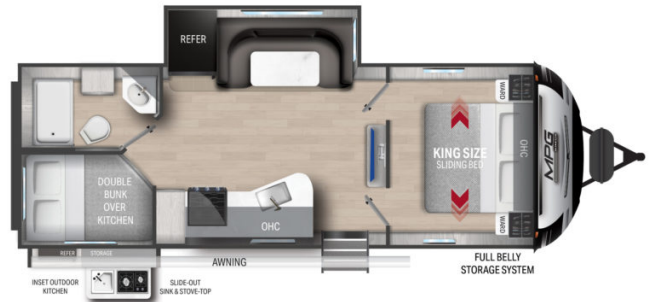 REFER
WARD
KING SIZE
SLIDING BED
OHC
MPG
DOUBLE
BUNK
OVER
KITCHEN
OHC
WARD
REFER
STORAGE
AWNING
FULL BELLY
STORAGE SYSTEM
INSET OUTDOOR
KITCHEN
SLIDE-OUT
SINK & STOVE-TOP